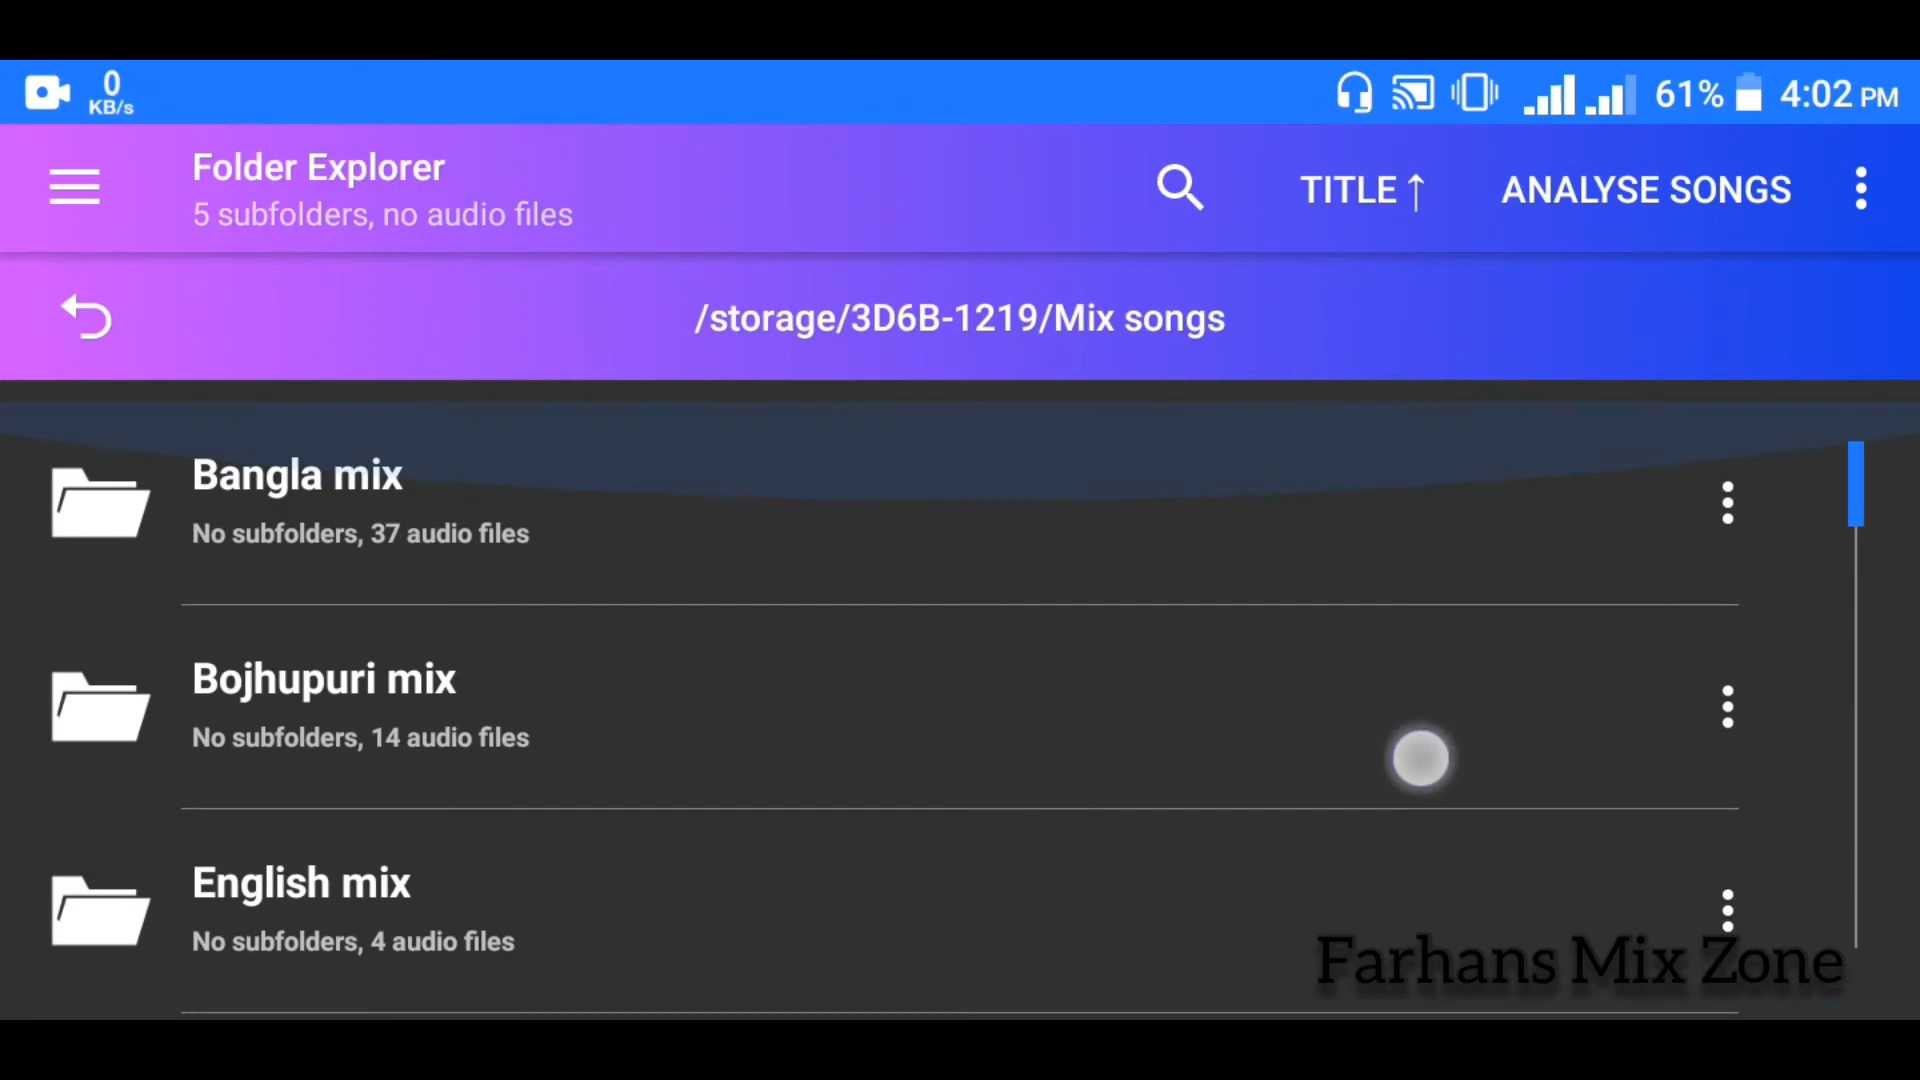 0
KB/s
61%
4:02 PM
Folder Explorer
5 subfolders, no audio files
TITLE↑
ANALYSE SONGS
/storage/3D6B-1219/Mix songs
Bangla mix
No subfolders, 37 audio files
Bojhupuri mix
No subfolders, 14 audio files
English mix
No subfolders, 4 audio files
Farhans Mix Zone